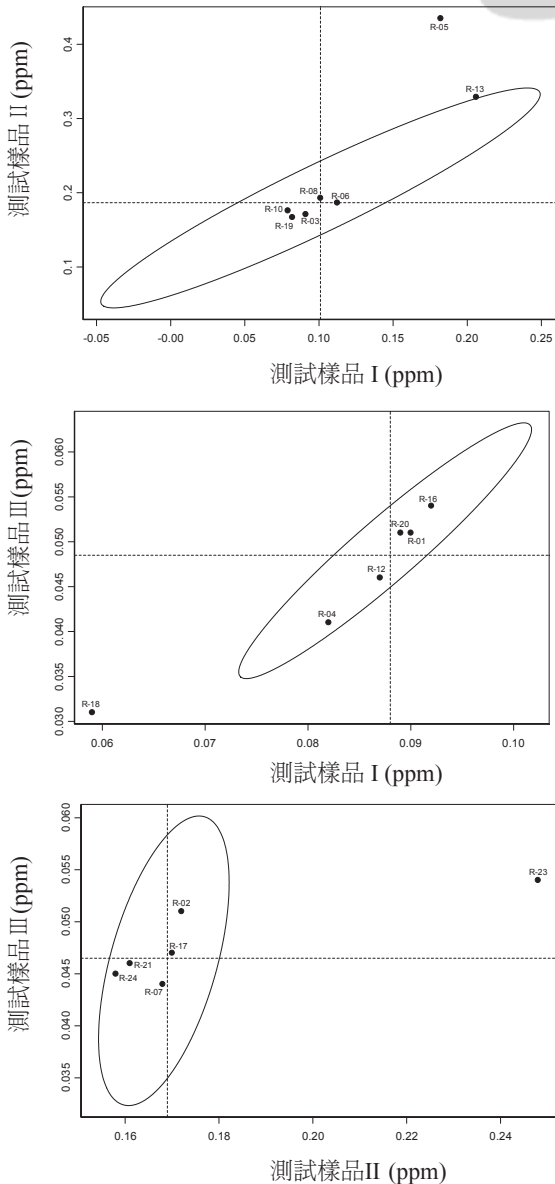 測試樣品 II (ppm)
0.4
0.3
0.2
0.1
R-05
R-13
R-08
R-06
R-10
R-03
R-19
-0.05
-0.00
0.05
0.10
0.15
0.20
0.25
測試樣品 I (ppm)
測試樣品 III(ppm)
0.060
0.055
0.050
0.045
0.040
0.035
0.030
R-16
R-20
R-01
R-12
R-04
R-18
0.06
0.07
0.08
0.09
0.10
測試樣品 I (ppm)
測試樣品 III(ppm)
0.060
0.055
0.050
0.045
0.040
0.035
R-23
R-02
R-17
R-21
R-24
R-07
0.16
0.18
0.20
0.22
0.24
測試樣品II (ppm)